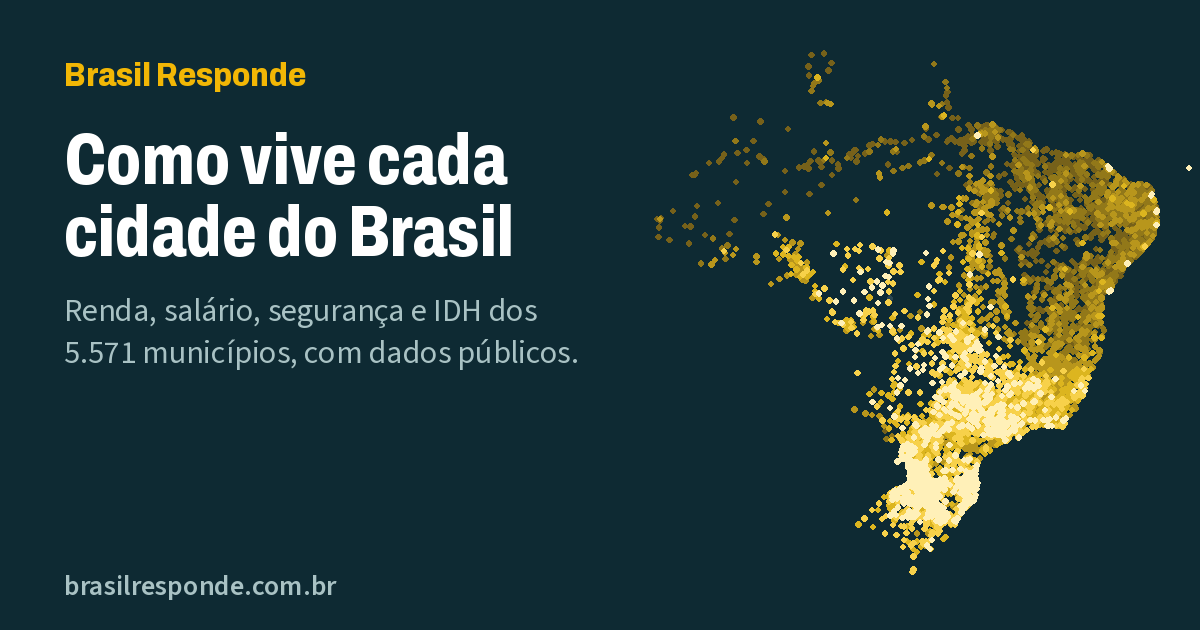 Brasil Responde
Como vive cada
cidade do Brasil
Renda, salário, segurança e IDH dos
5.571 municípios, com dados públicos.
brasilresponde.com.br